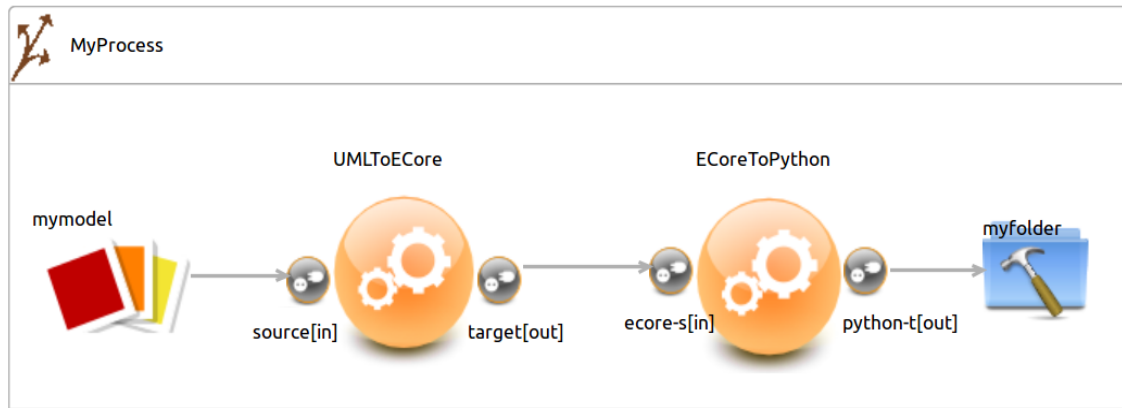 MyProcess
UMLToECore
ECoreToPython
mymodel
myfolder
source[in]
target[out]
ecore-s[in]
python-t[out]